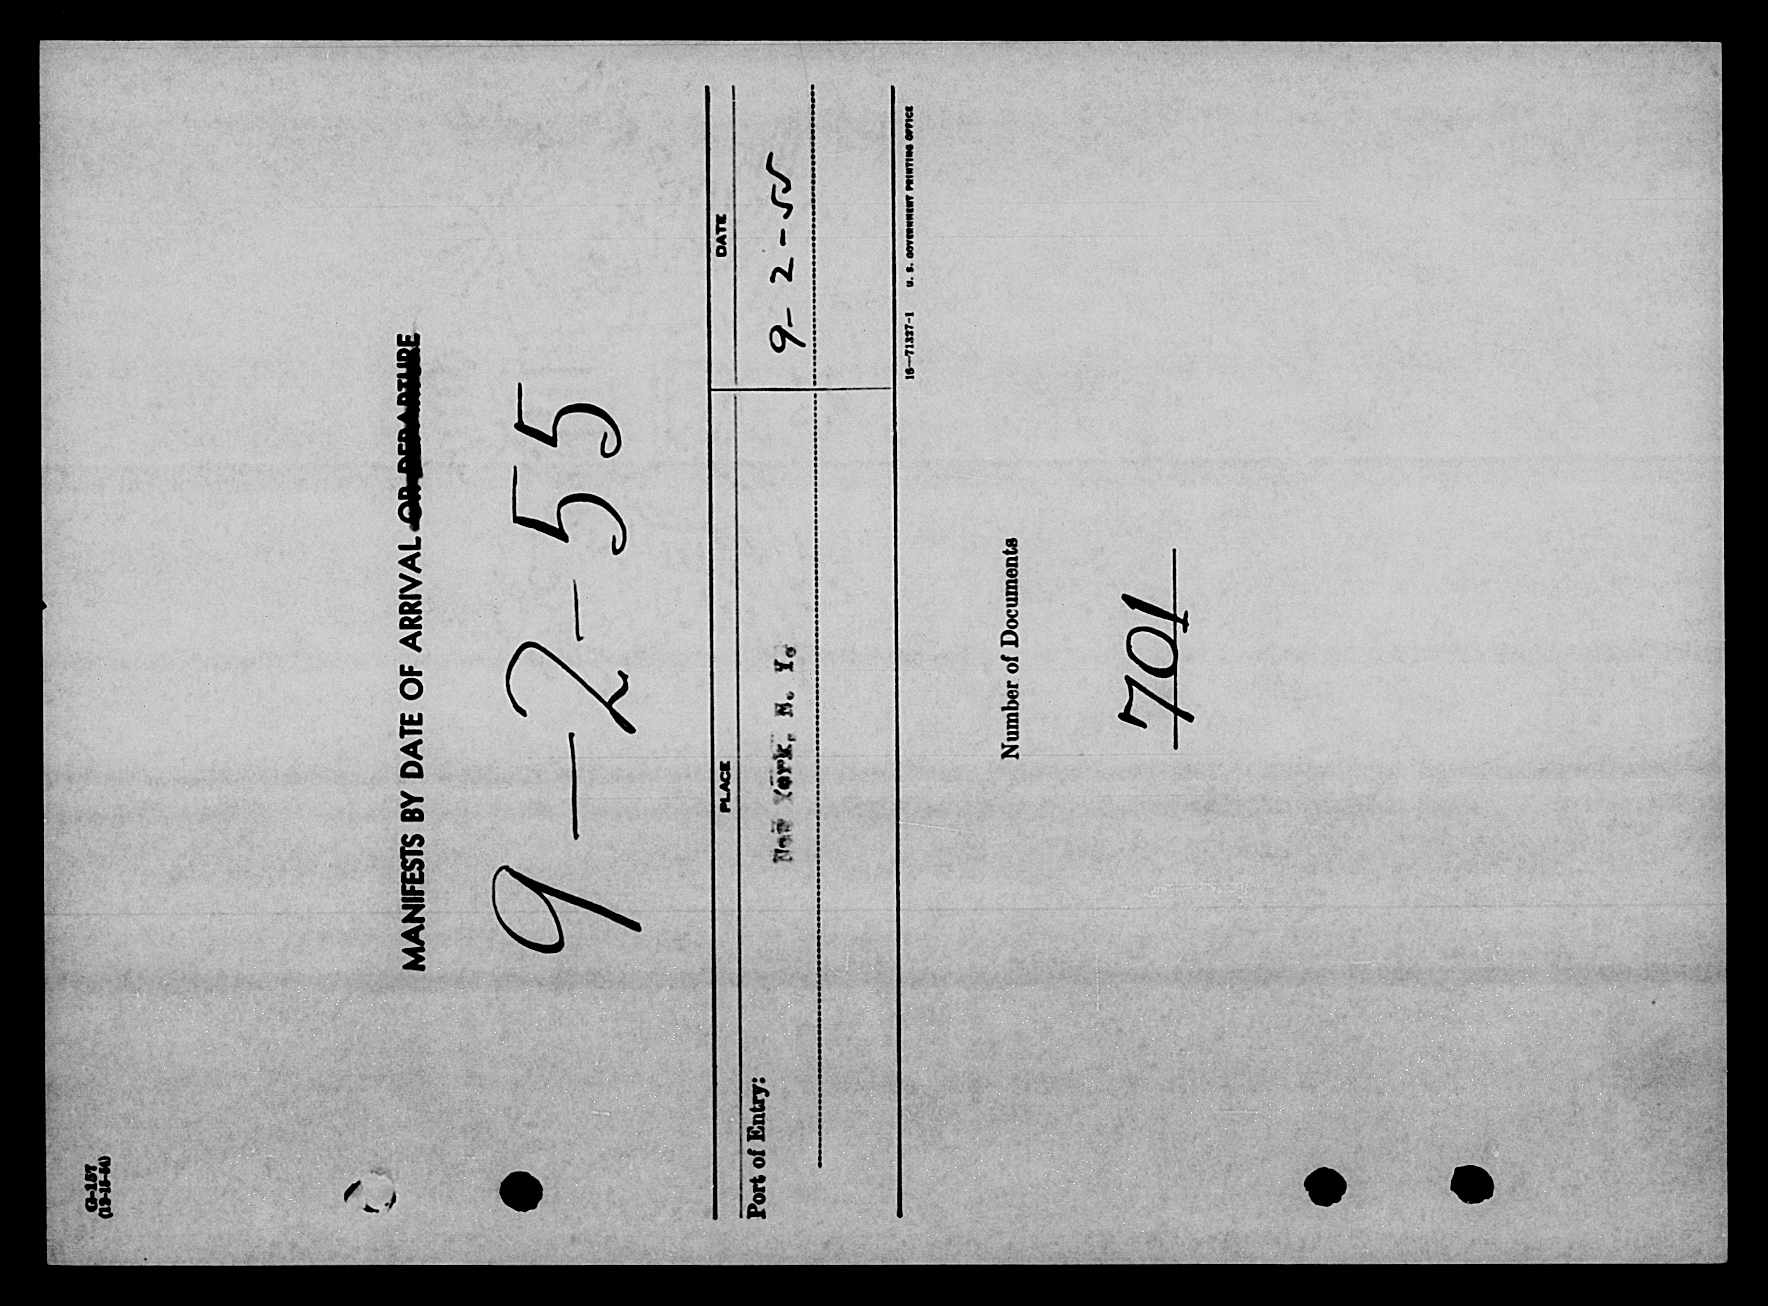 G-157
(12-15-54)
MANIFESTS BY DATE OF ARRIVAL OR DEPARTURE
9-2-55
PLACE DATE
Port of Entry:
New York, N. Y. 9-2-55
16—71327-1 U. S. GOVERNMENT PRINTING OFFICE
Number of Documents
701